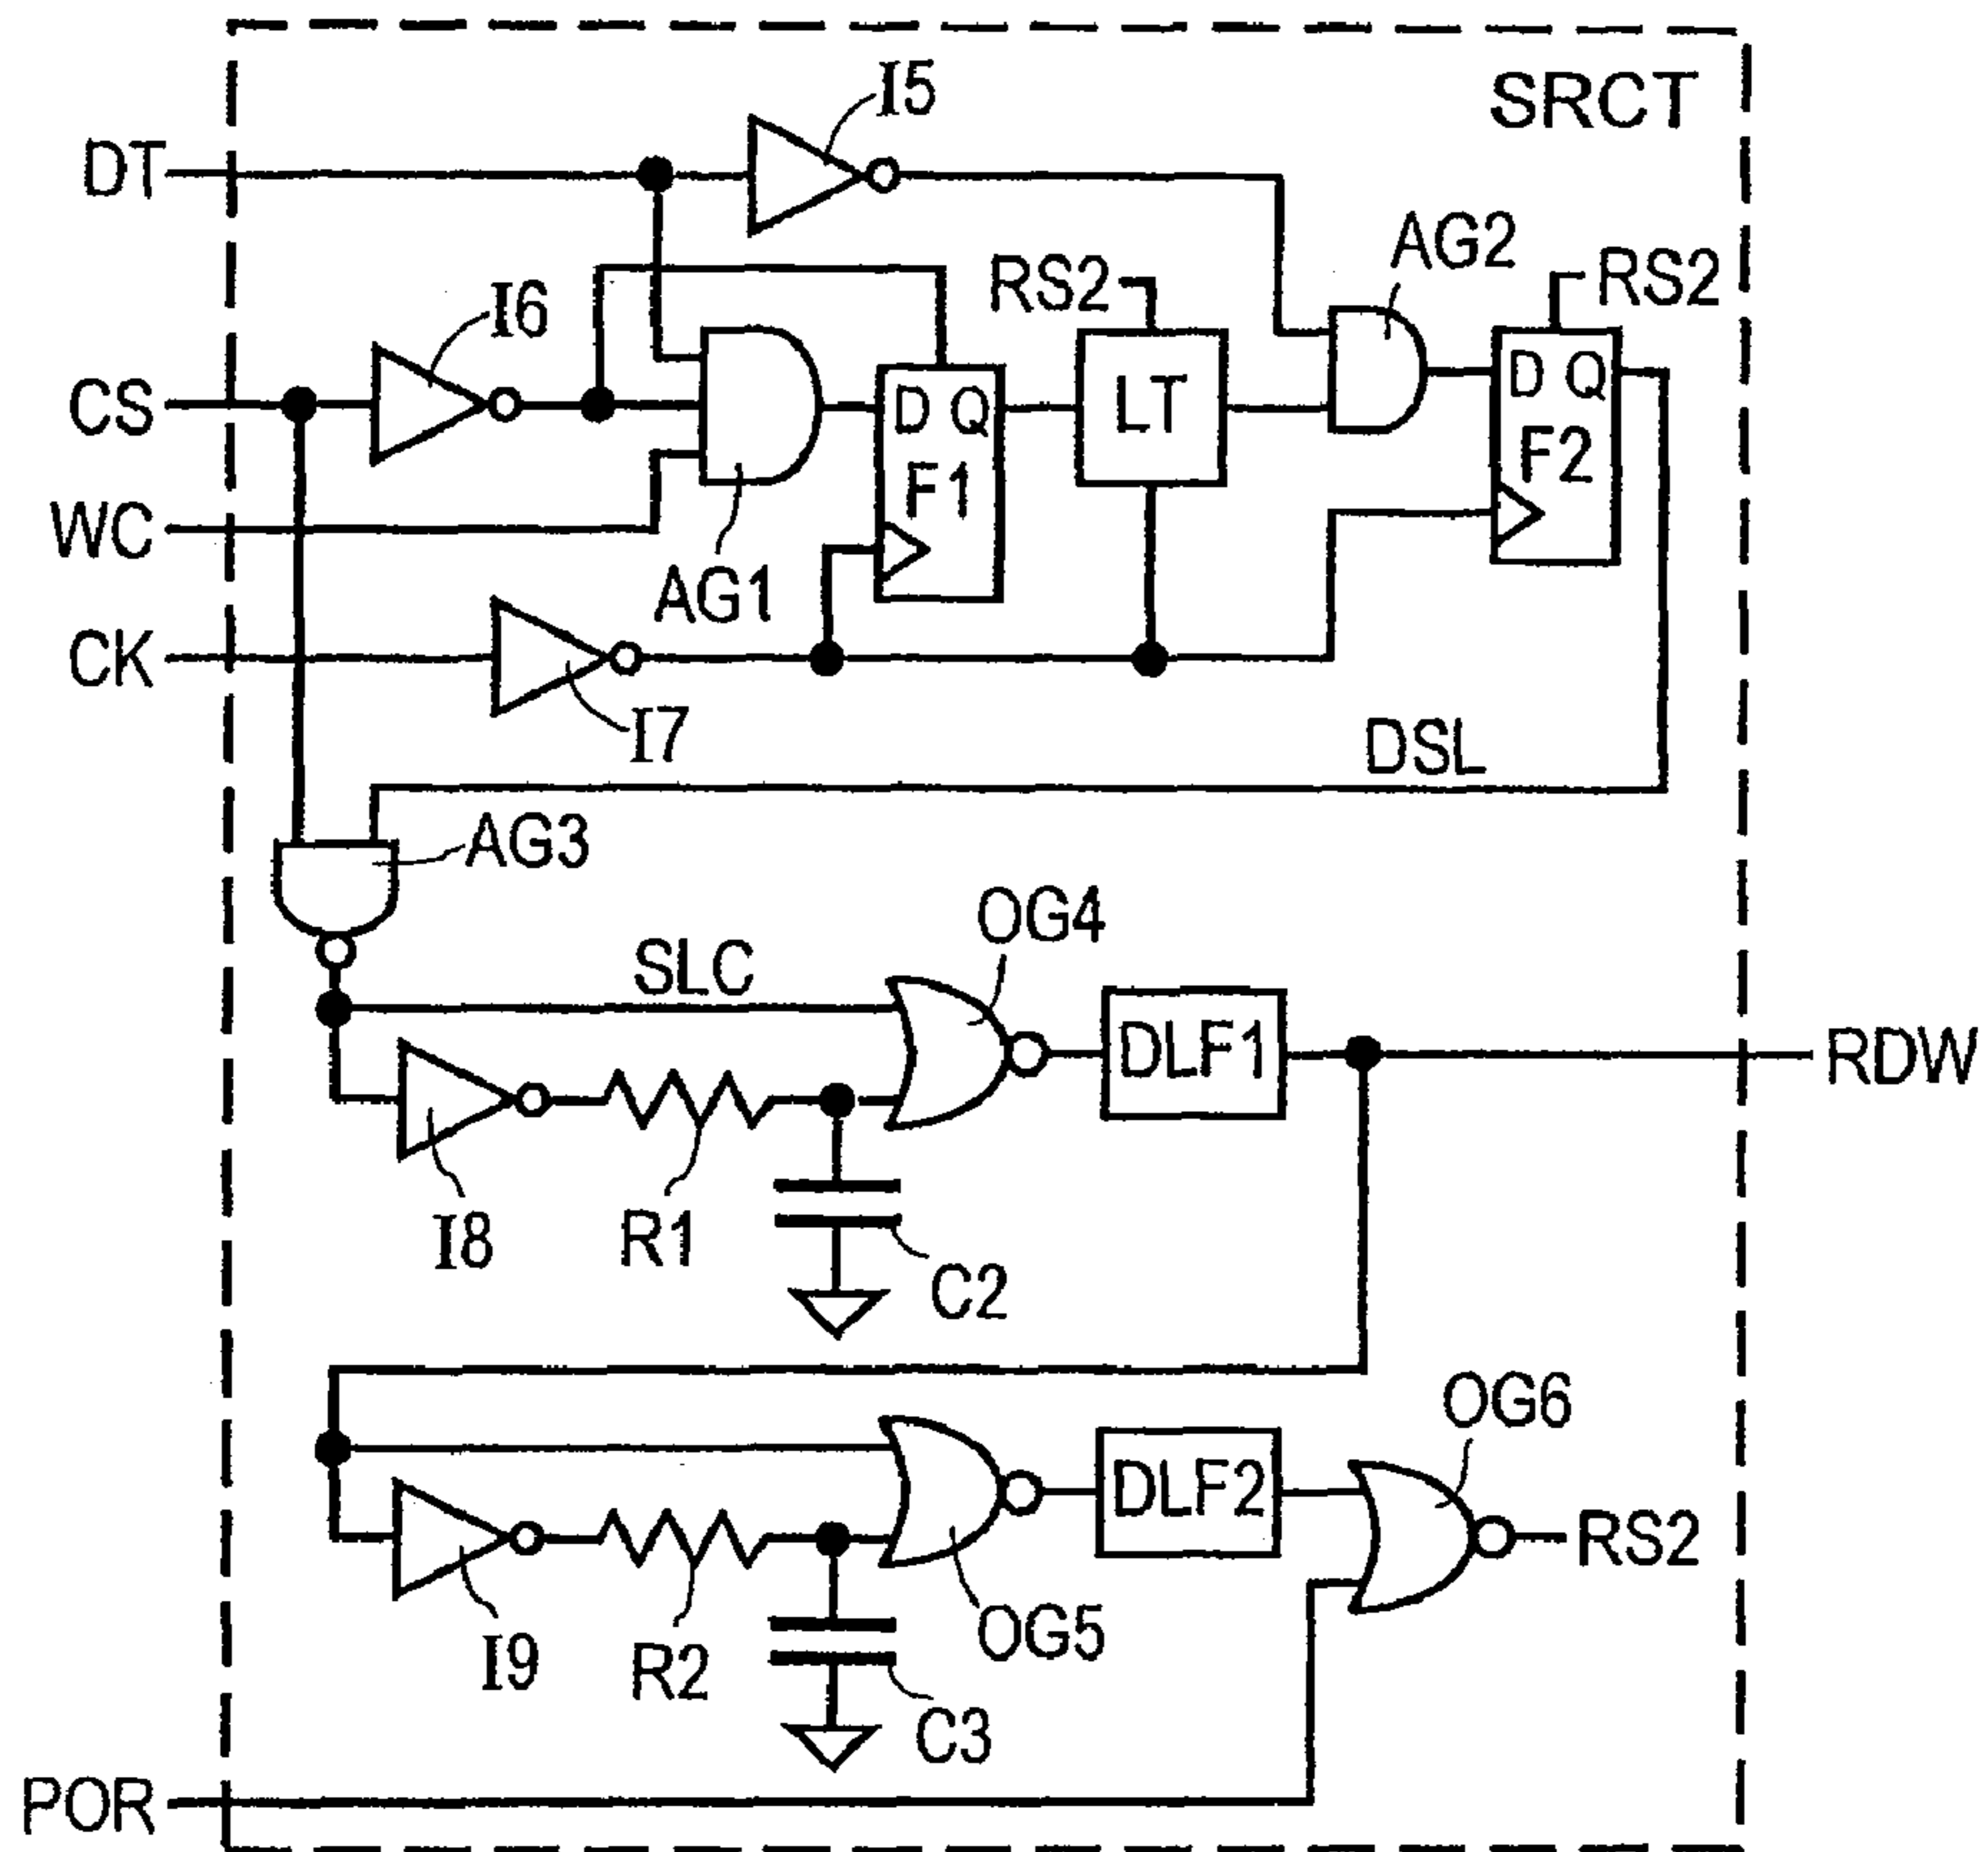 SRCT
I5
DT
AG2
RS2
RS2
I6
CS
D Q
F1
LT
D Q
F2
WC
AG1
CK
I7
DSL
AG3
OG4
SLC
DLF1
RDW
I8
R1
C2
OG6
DLF2
RS2
I9
R2
OG5
C3
POR